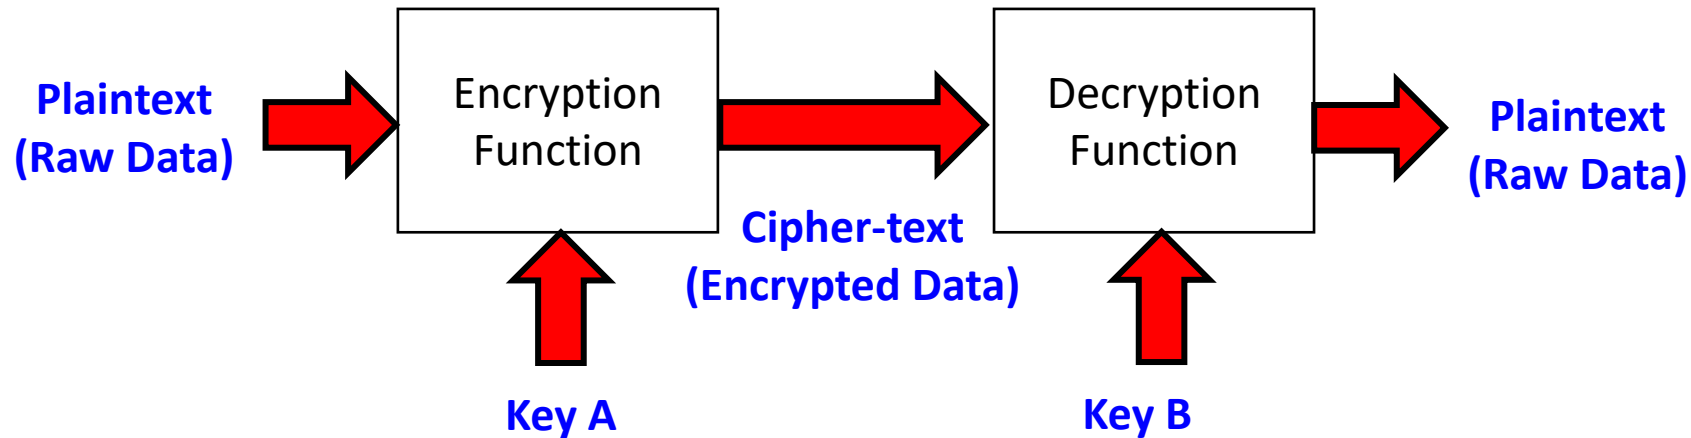 Plaintext
(Raw Data)
Encryption
Function
Cipher-text
(Encrypted Data)
Decryption
Function
Plaintext
(Raw Data)
Key A
Key B